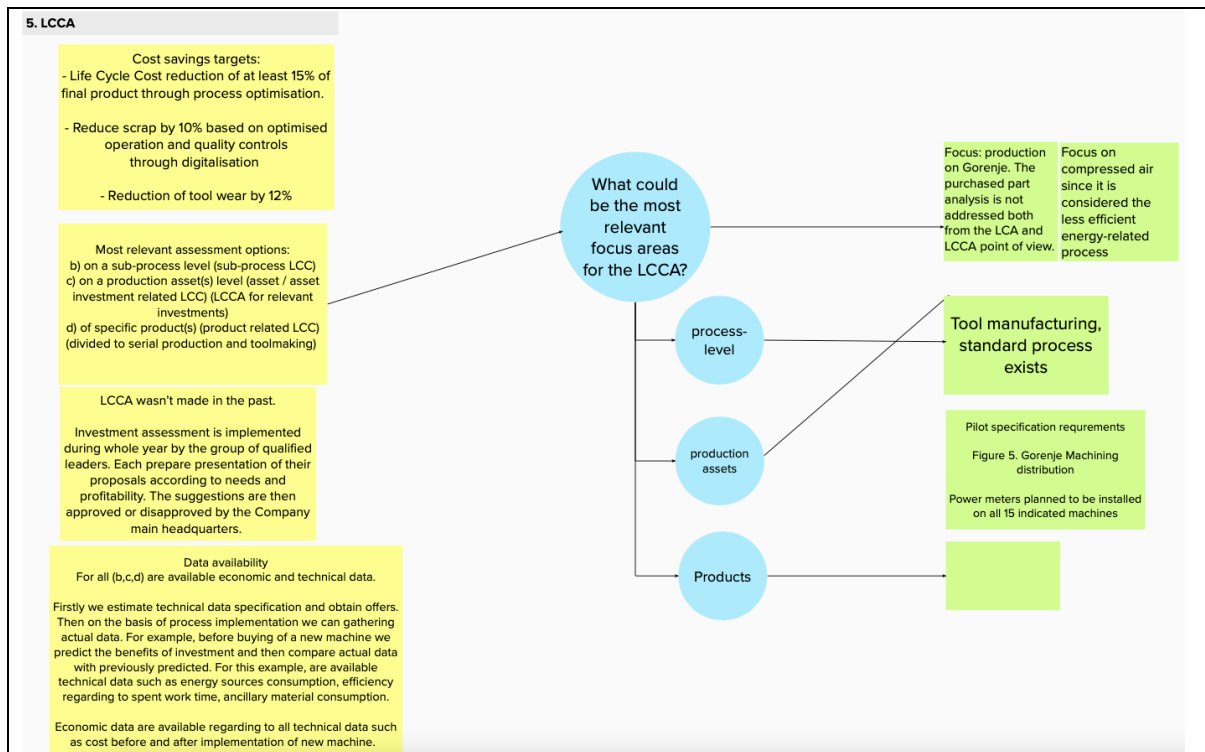 5. LCCA
Cost savings targets:
- Life Cycle Cost reduction of at least 15% of
final product through process optimisation.
- Reduce scrap by 10% based on optimised
operation and quality controls
through digitalisation
- Reduction of tool wear by 12%
Most relevant assessment options:
b) on a sub-process level (sub-process LCC)
c) on a production asset(s) level (asset / asset
investment related LCC) (LCCA for relevant
investments)
d) of specific product(s) (product related LCC)
(divided to serial production and toolmaking)
LCCA wasn't made in the past.
Investment assessment is implemented
during whole year by the group of qualified
leaders. Each prepare presentation of their
proposals according to needs and
profitability. The suggestions are then
approved or disapproved by the Company
main headquarters.
Data availability
For all (b,c,d) are available economic and technical data.
Firstly we estimate technical data specification and obtain offers.
Then on the basis of process implementation we can gathering
actual data. For example, before buying of a new machine we
predict the benefits of investment and then compare actual data
with previously predicted. For this example, are available
technical data such as energy sources consumption, efficiency
regarding to spent work time, ancillary material consumption.
Economic data are available regarding to all technical data such
as cost before and after implementation of new machine.
What could
be the most
relevant
focus areas
for the LCCA?
process-
level
production
assets
Products
Focus: production
on Gorenje. The
purchased part
analysis is not
addressed both
from the LCA and
LCCA point of view.
Focus on
compressed air
since it is
considered the
less efficient
energy-related
process
Tool manufacturing,
standard process
exists
Pilot specification requrements
Figure 5. Gorenje Machining
distribution
Power meters planned to be installed
on all 15 indicated machines